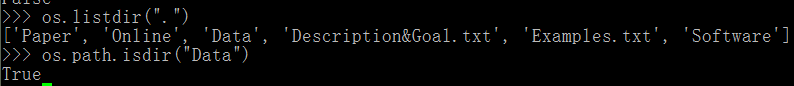 False
>>> os.listdir(".")
['Paper', 'Online', 'Data', 'Description&Goal.txt', 'Examples.txt', 'Software']
>>> os.path.isdir("Data")
True